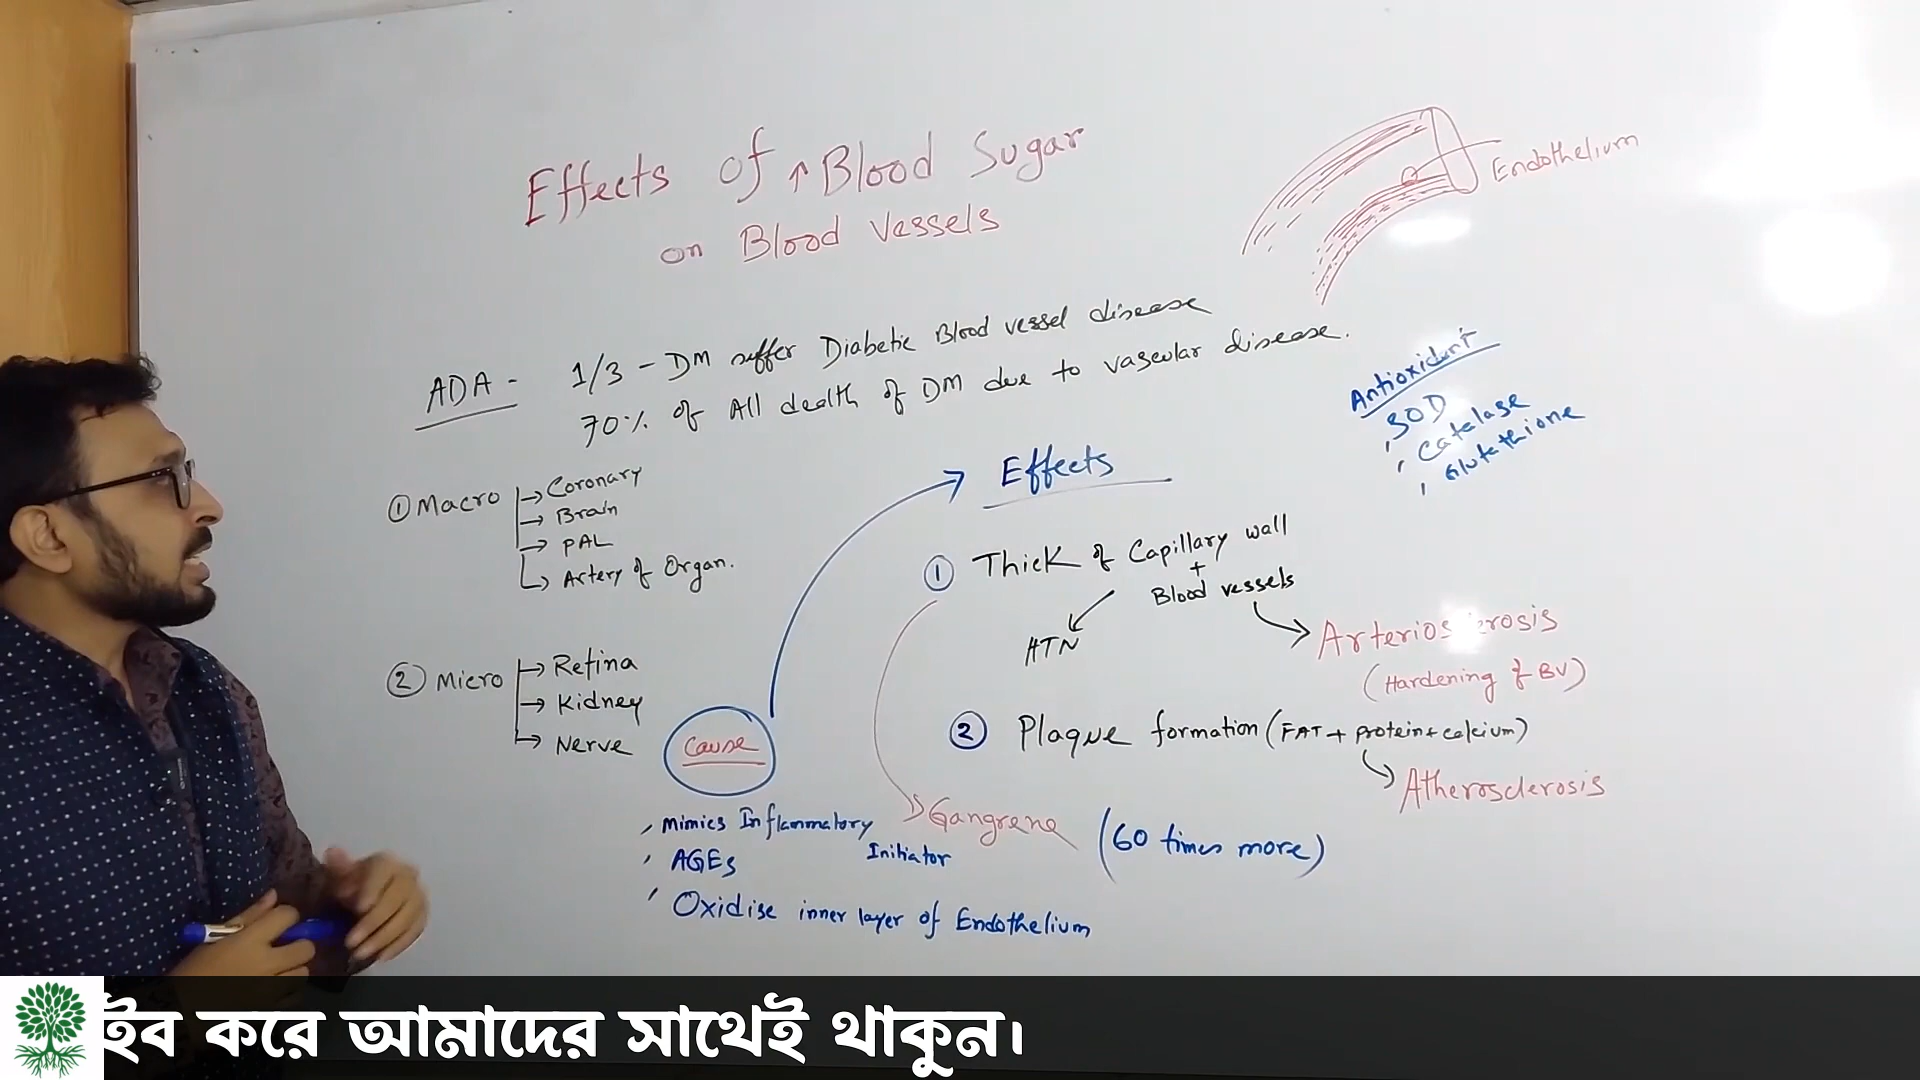 Effects of ↑ Blood Sugar
on Blood Vessels
Endothelium
ADA - 1/3 - DM suffer Diabetic Blood vessel disease
70% of All death of DM due to vascular disease.
Antioxidant
SOD
Catelase
Glutathione
① Macro → Coronary
→ Brain
→ PAL
→ Artery of Organ.
② Micro → Retina
→ Kidney
→ Nerve
Cause
Mimics Inflammatory
Initiator
AGEs
Oxidise inner layer of Endothelium
Effects
① Thick of Capillary wall
+
Blood vessels
HTN
Arterios erosis
(Hardening of BV)
② Plaque formation (FAT + protein + calcium)
Atherosclerosis
Gangrene (60 times more)
ইব করে আমাদের সাথেই থাকুন।